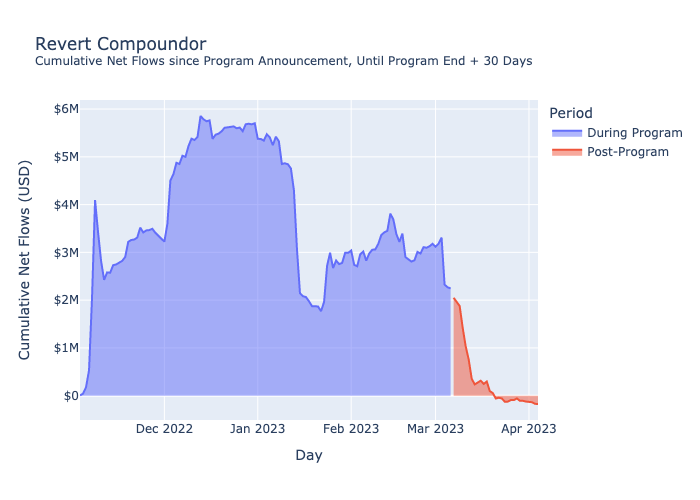 Revert Compoundor
Cumulative Net Flows since Program Announcement, Until Program End + 30 Days
Period
During Program
Post-Program
Cumulative Net Flows (USD)
$6M
$5M
$4M
$3M
$2M
$1M
$0
Dec 2022
Jan 2023
Feb 2023
Mar 2023
Apr 2023
Day